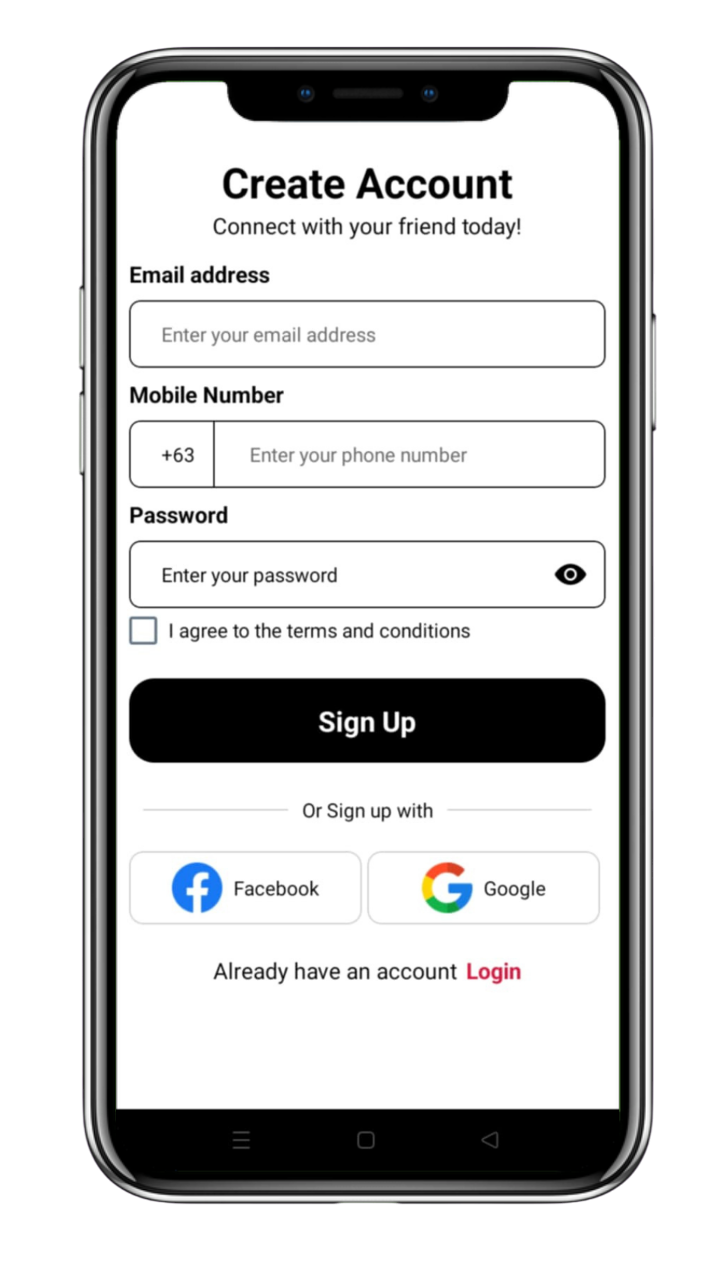 Create Account
Connect with your friend today!
Email address
Enter your email address
Mobile Number
+63 Enter your phone number
Password
Enter your password
I agree to the terms and conditions
Sign Up
Or Sign up with
Facebook Google
Already have an account Login